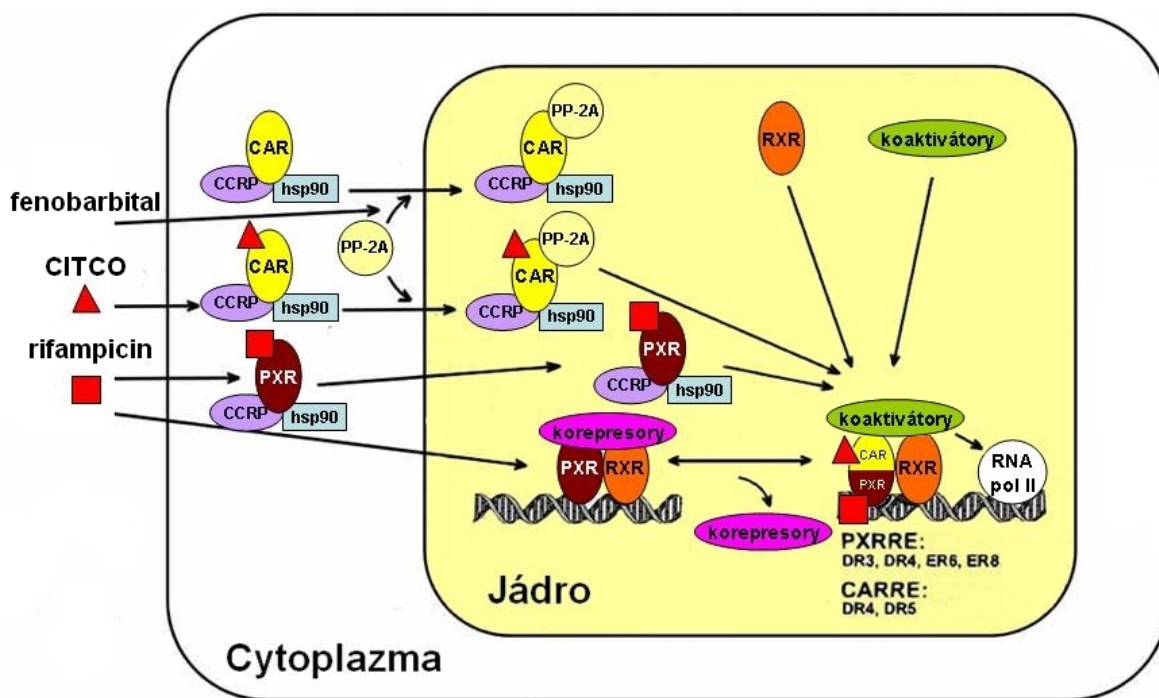 PP-2A
CAR
CAR
RXR
koaktivátory
CCRP
hsp90
CCRP
hsp90
fenobarbital
PP-2A
PP-2A
CITCO
CAR
CAR
CCRP
hsp90
CCRP
hsp90
rifampicin
PXR
PXR
CCRP
hsp90
CCRP
hsp90
korepresory
koaktivátory
PXR
RXR
CAR
PXR
RXR
RNA
pol II
korepresory
PXRRE:
DR3, DR4, ER6, ER8
CARRE:
DR4, DR5
Jádro
Cytoplazma